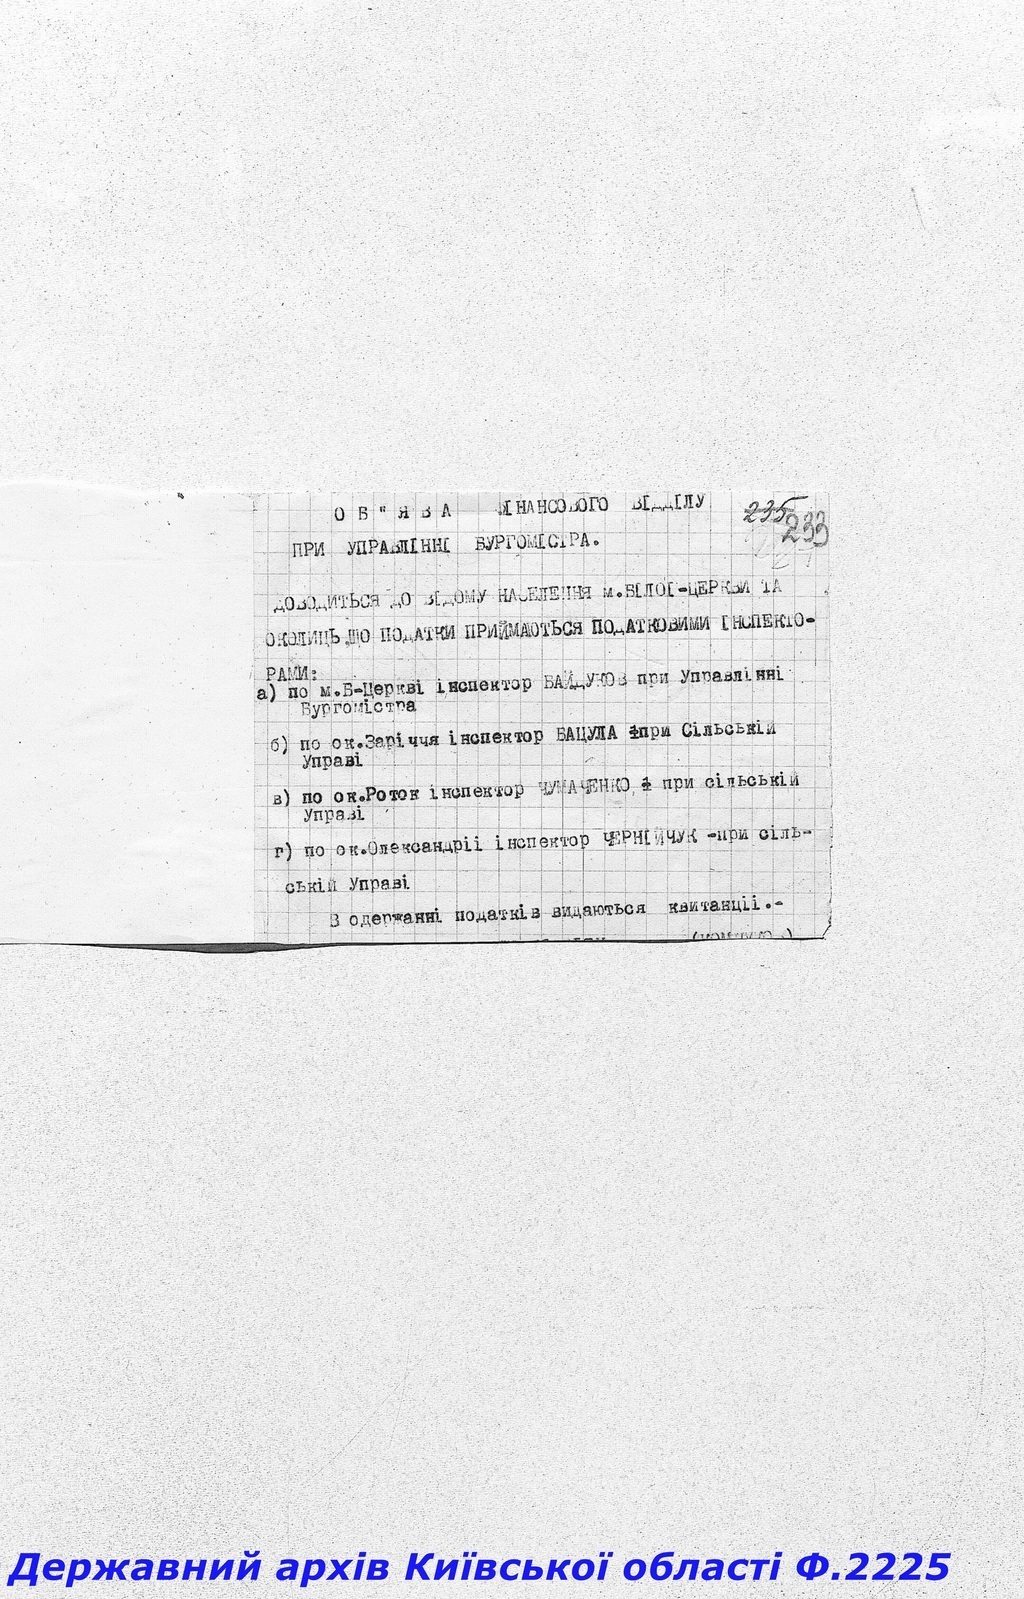 О Б " Я В А ФІНАНСОВОГО ВІДДІЛУ
235
233
ПРИ УПРАВЛІННІ БУРГОМІСТРА.
ДОВОДИТЬСЯ ДО ВІДОМУ НАСЕЛЕННЯ м.БІЛОЇ-ЦЕРКВИ ТА
ОКОЛИЦЬ,ЩО ПОДАТКИ ПРИЙМАЮТЬСЯ ПОДАТКОВИМИ ІНСПЕКТО-
РАМИ:
а) по м.Б-Церкві інспектор БАЙДУКОВ при Управлінні
Бургомістра
б) по ок.Заріччя інспектор БАЦУЛА при Сільській
Управі
в) по ок.Роток інспектор ЧУМАЧЕНКО, при сільській
Управі
г) по ок.Олександрії інспектор ЧЕРНІЙЧУК -при сіль-
ській Управі
В одержанні податків видаються квитанції.-
Державний архів Київської області Ф.2225